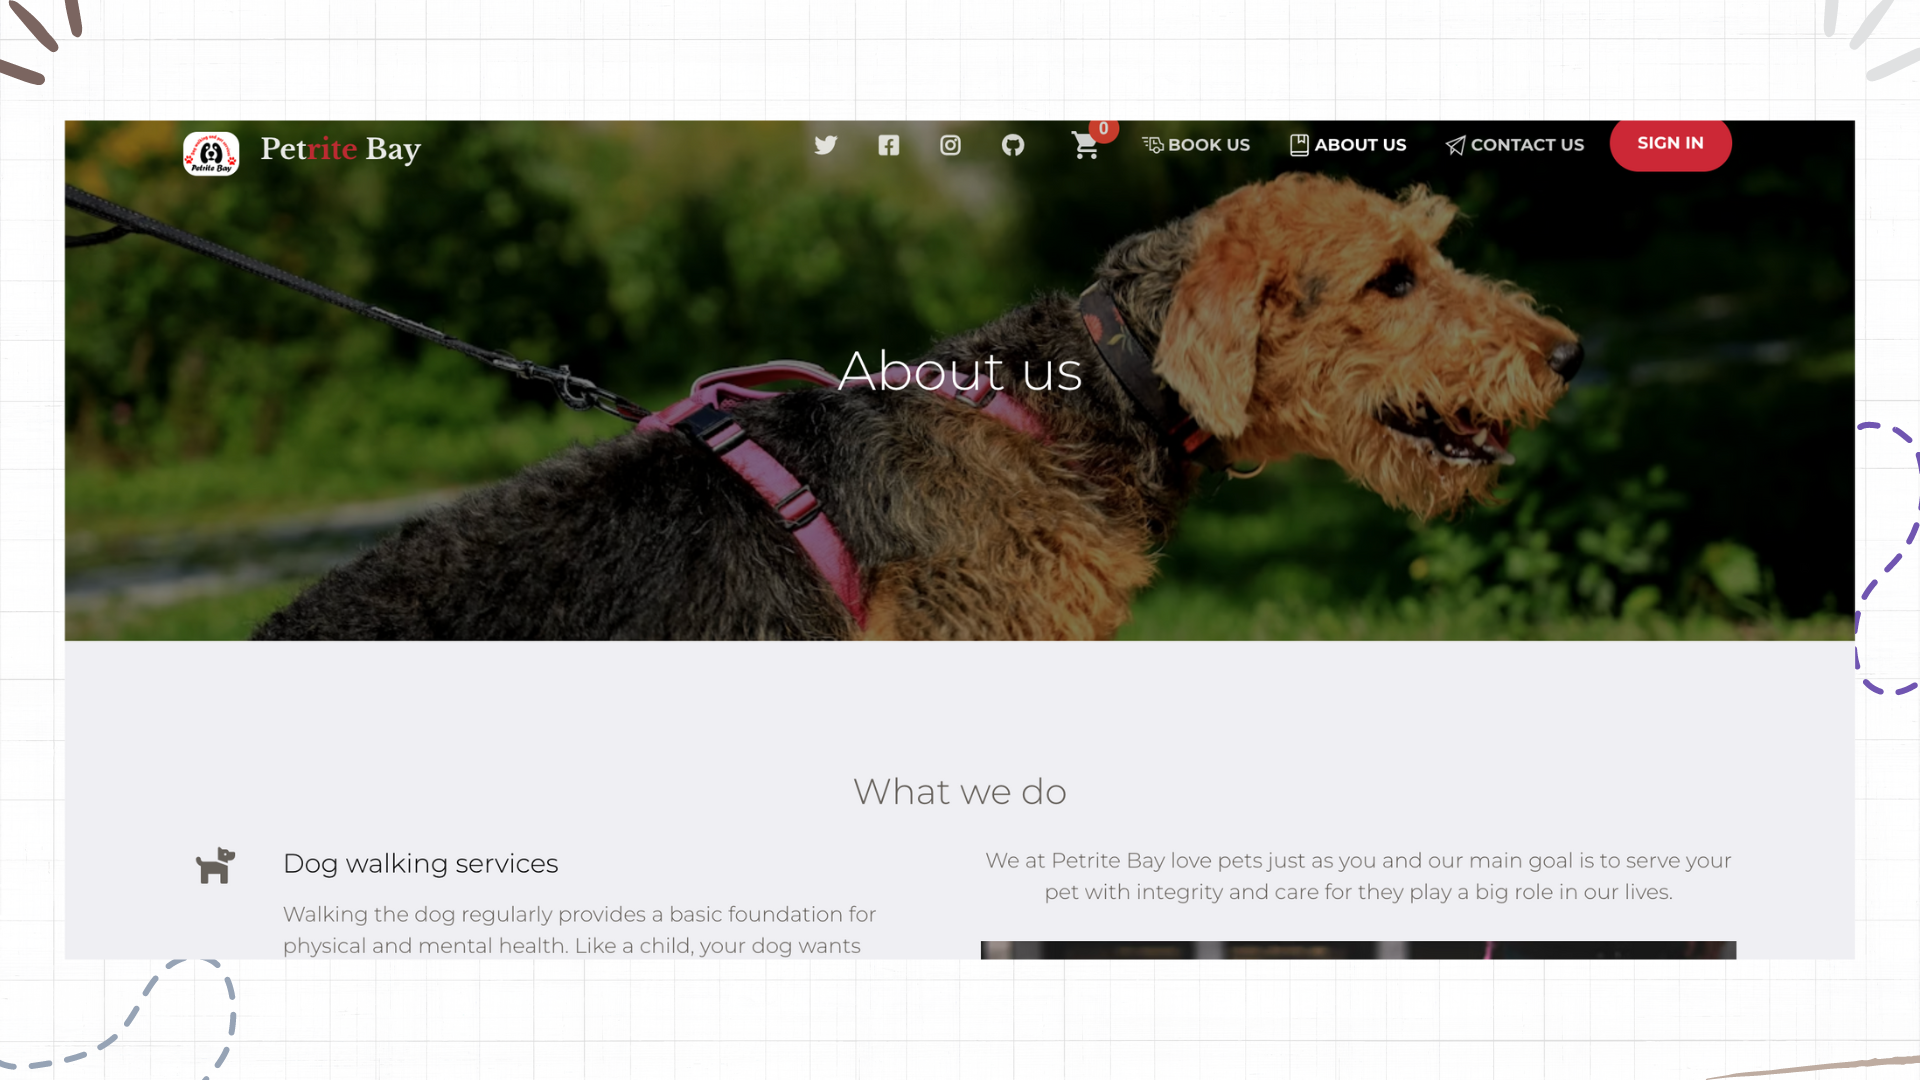 Petrite Bay
Petrite Bay
0
BOOK US
ABOUT US
CONTACT US
SIGN IN
About us
What we do
Dog walking services
Walking the dog regularly provides a basic foundation for
physical and mental health. Like a child, your dog wants
We at Petrite Bay love pets just as you and our main goal is to serve your
pet with integrity and care for they play a big role in our lives.